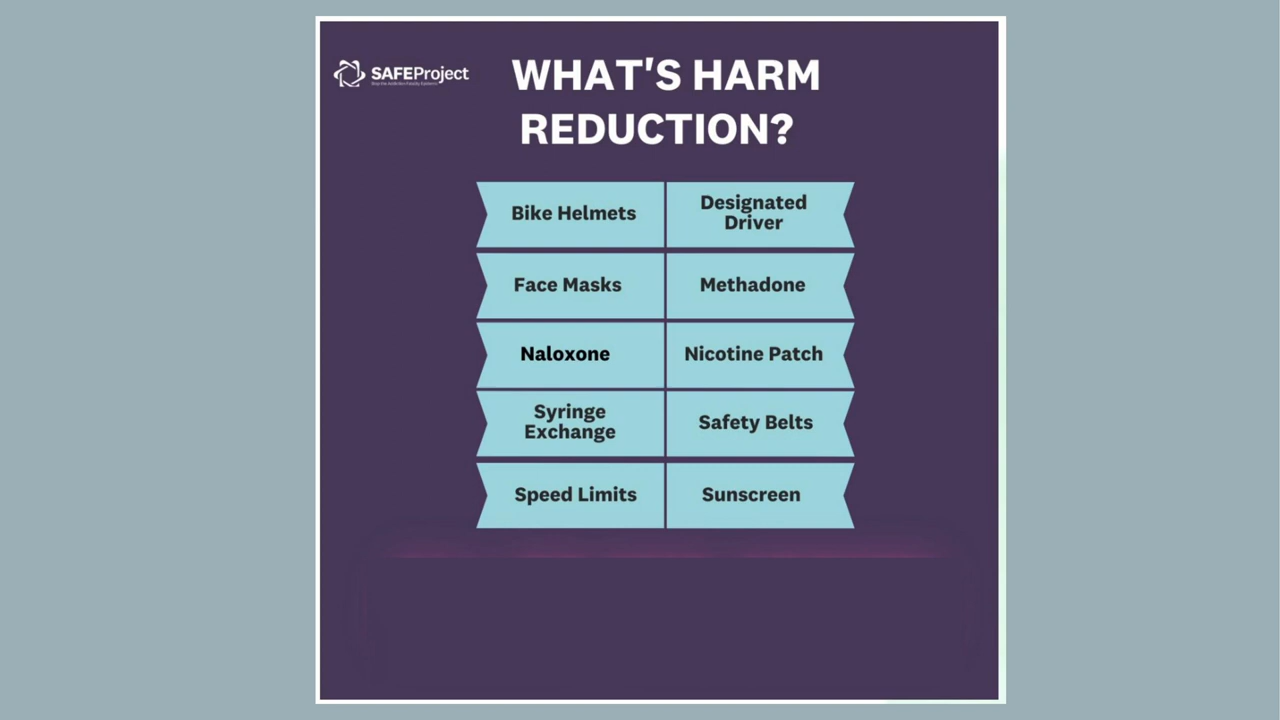 SAFEProject
WHAT'S HARM
REDUCTION?
Bike Helmets
Designated
Driver
Face Masks
Methadone
Naloxone
Nicotine Patch
Syringe
Exchange
Safety Belts
Speed Limits
Sunscreen